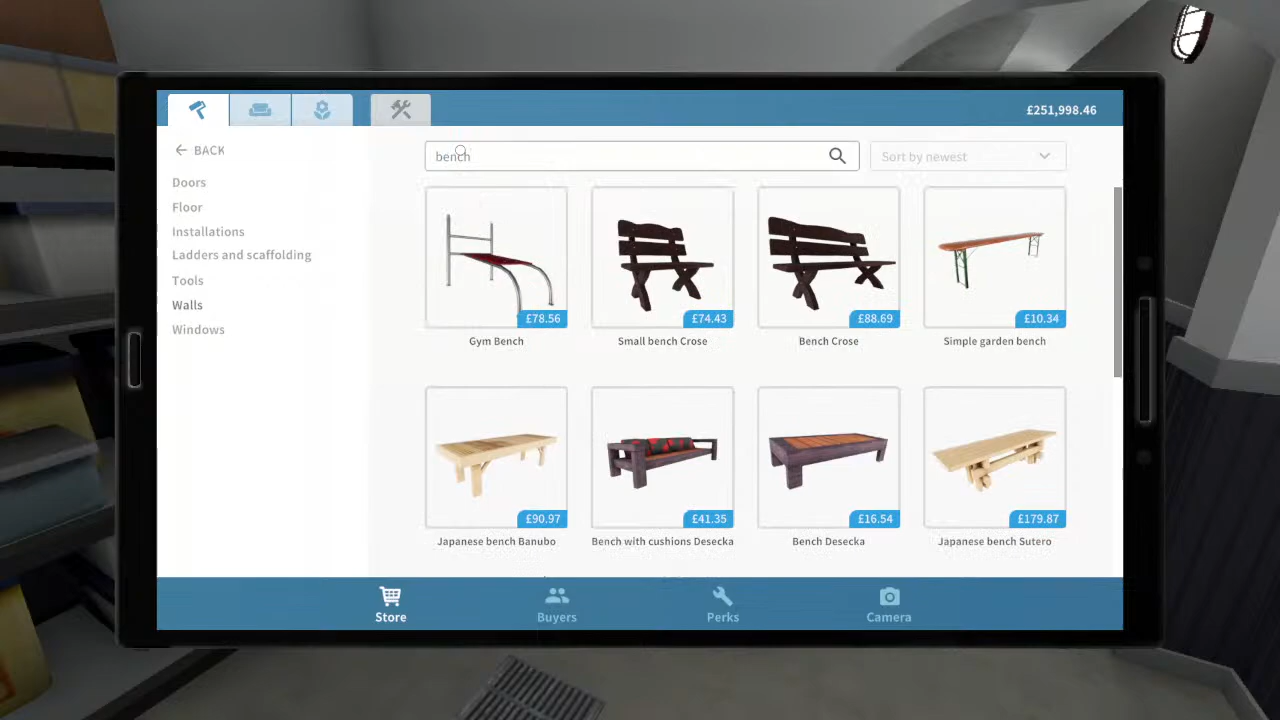 £251,998.46
BACK
bench
Sort by newest
Doors
Floor
Installations
Ladders and scaffolding
Tools
Walls
Windows
£78.56
£74.43
£88.69
£10.34
Gym Bench
Small bench Crose
Bench Crose
Simple garden bench
£90.97
£41.35
£16.54
£179.87
Japanese bench Banubo
Bench with cushions Desecka
Bench Desecka
Japanese bench Sutero
Store
Buyers
Perks
Camera